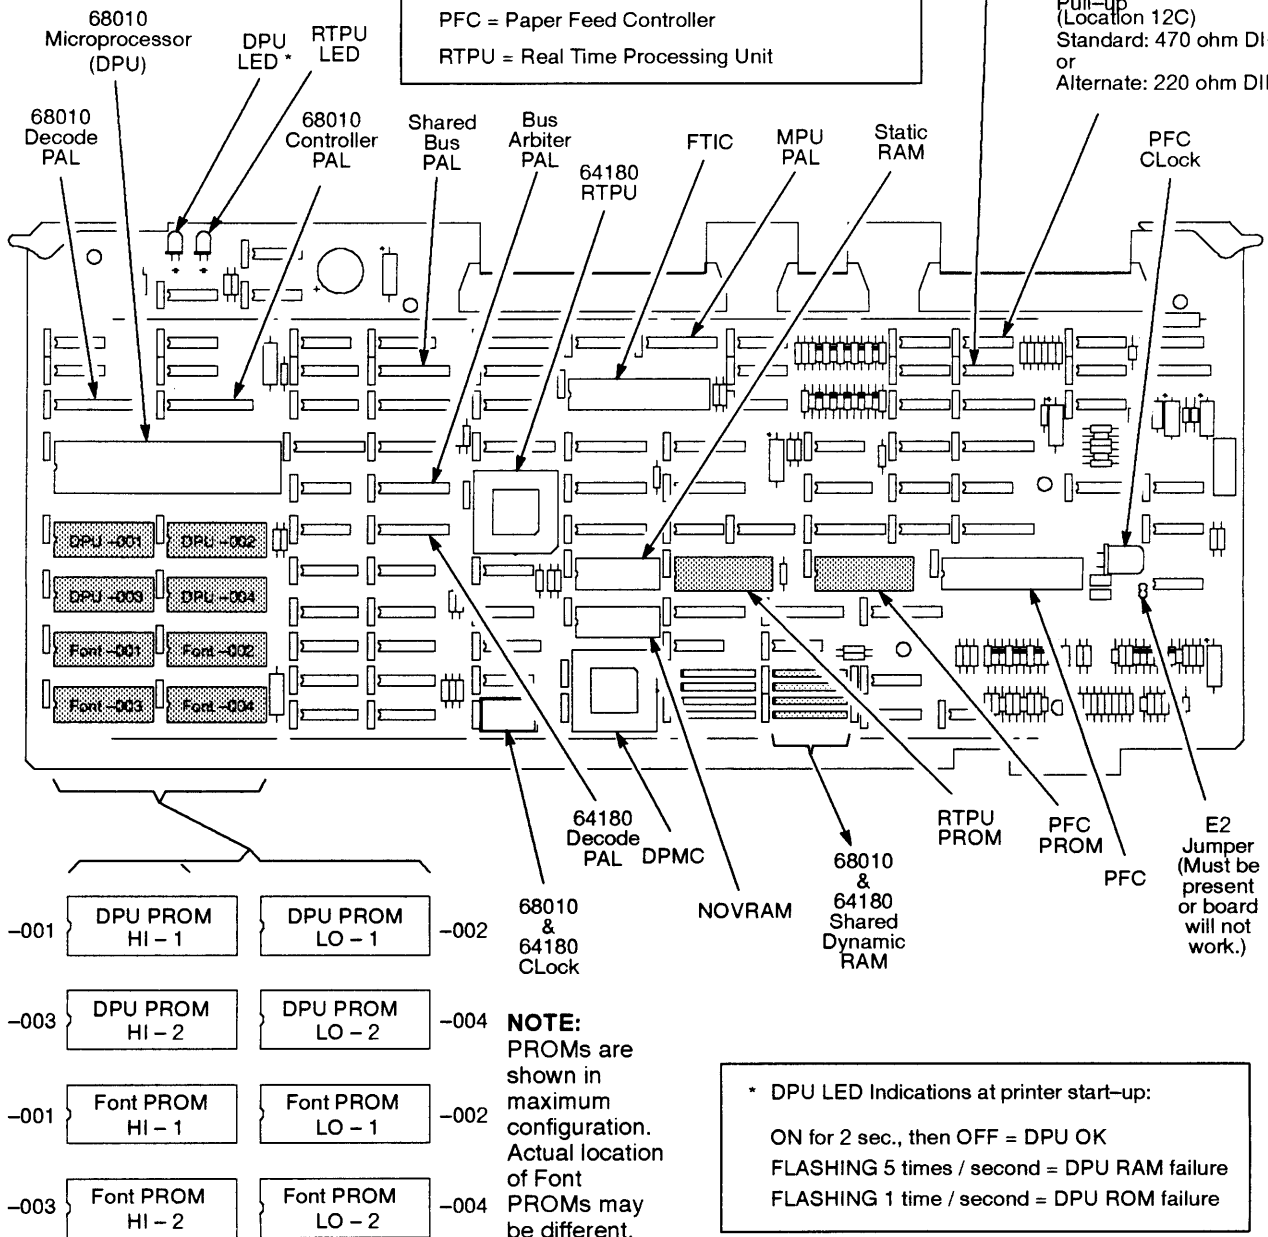 PFC = Paper Feed Controller
RTPU = Real Time Processing Unit
Pull-up
(Location 12C)
Standard: 470 ohm DI
or
Alternate: 220 ohm DI
68010
Microprocessor
(DPU)
DPU
LED *
RTPU
LED
68010
Decode
PAL
68010
Controller
PAL
Shared
Bus
PAL
Bus
Arbiter
PAL
64180
RTPU
FTIC
MPU
PAL
Static
RAM
PFC
CLock
DPU -001
DPU -002
DPU -003
DPU -004
Font -001
Font -002
Font -003
Font -004
64180
Decode
PAL
DPMC
68010
&
64180
CLock
NOVRAM
68010
&
64180
Shared
Dynamic
RAM
RTPU
PROM
PFC
PROM
PFC
E2
Jumper
(Must be
present
or board
will not
work.)
-001
DPU PROM
HI – 1
DPU PROM
LO – 1
-002
-003
DPU PROM
HI – 2
DPU PROM
LO – 2
-004
-001
Font PROM
HI – 1
Font PROM
LO – 1
-002
-003
Font PROM
HI – 2
Font PROM
LO – 2
-004
NOTE:
PROMs are
shown in
maximum
configuration.
Actual location
of Font
PROMs may
be different.
* DPU LED Indications at printer start–up:
ON for 2 sec., then OFF = DPU OK
FLASHING 5 times / second = DPU RAM failure
FLASHING 1 time / second = DPU ROM failure